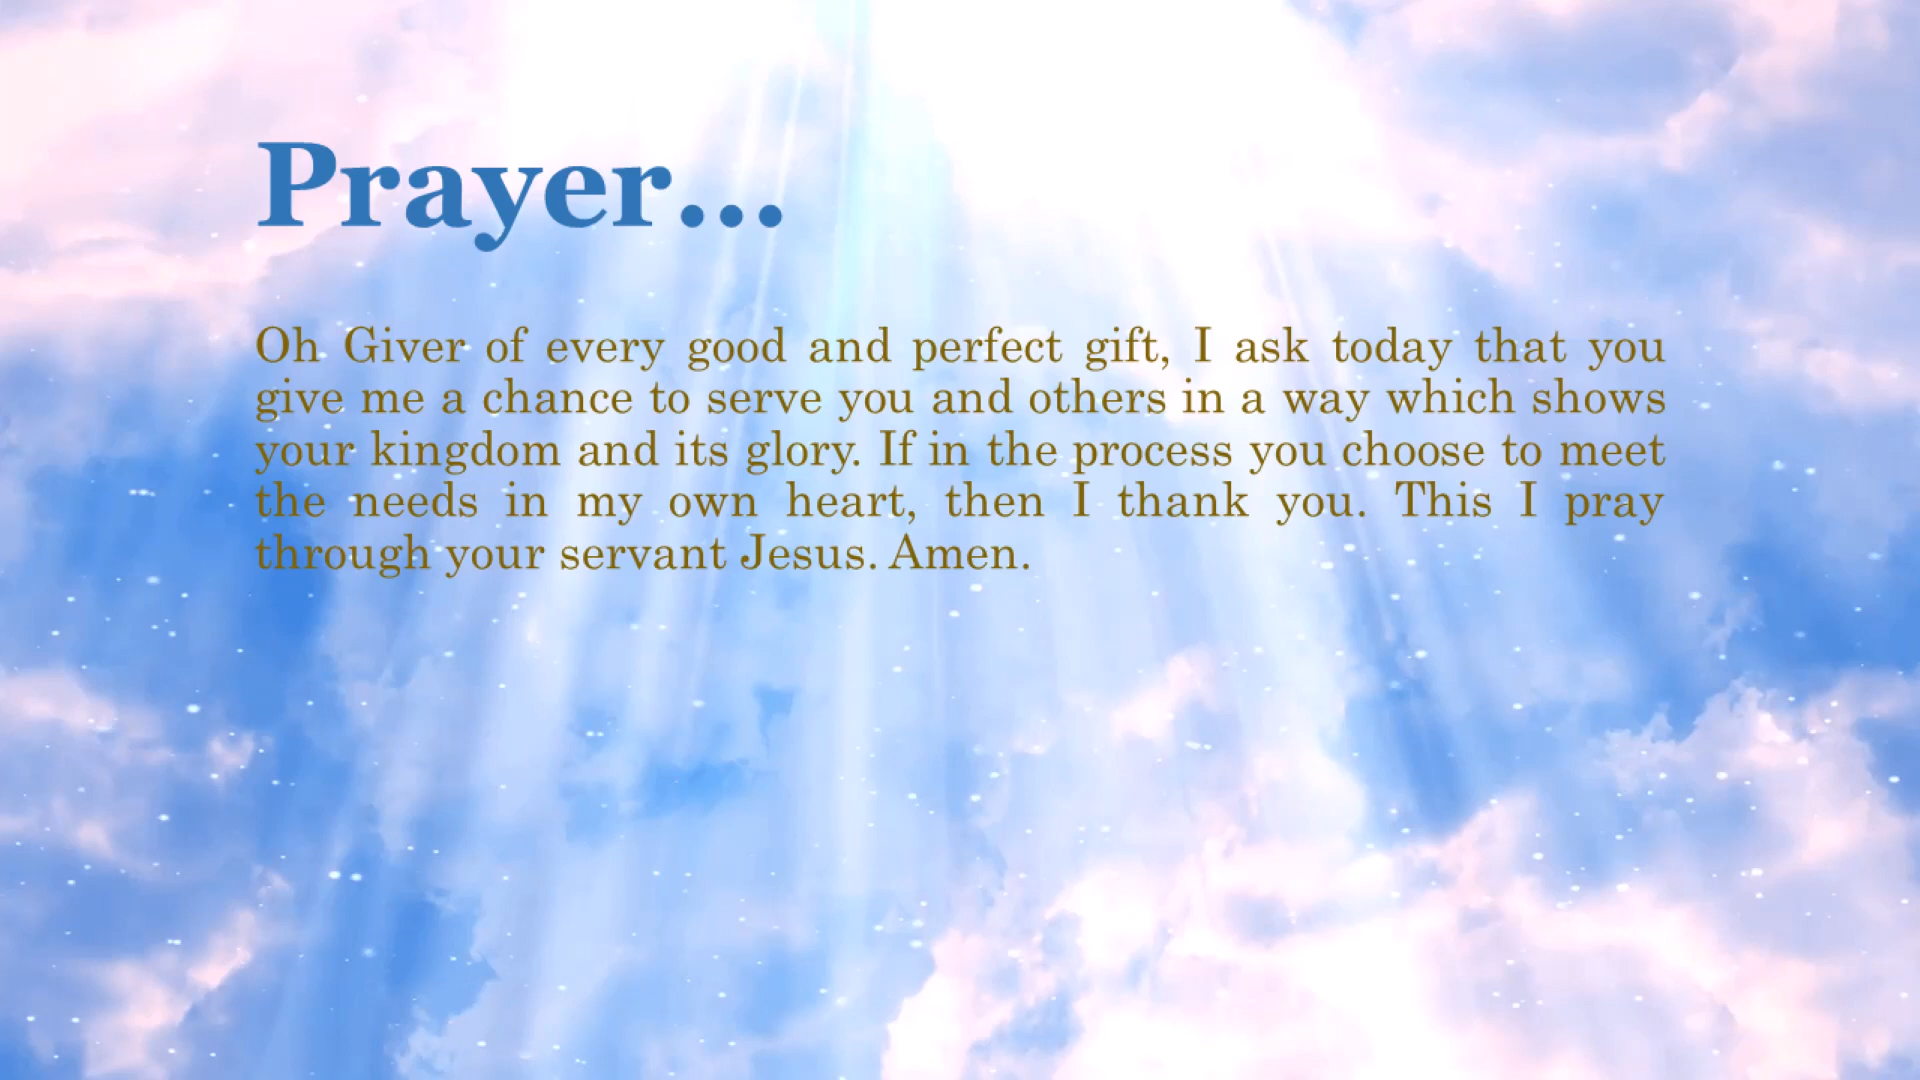 Prayer...
Oh Giver of every good and perfect gift, I ask today that you
give me a chance to serve you and others in a way which shows
your kingdom and its glory. If in the process you choose to meet
the needs in my own heart, then I thank you. This I pray
through your servant Jesus. Amen.